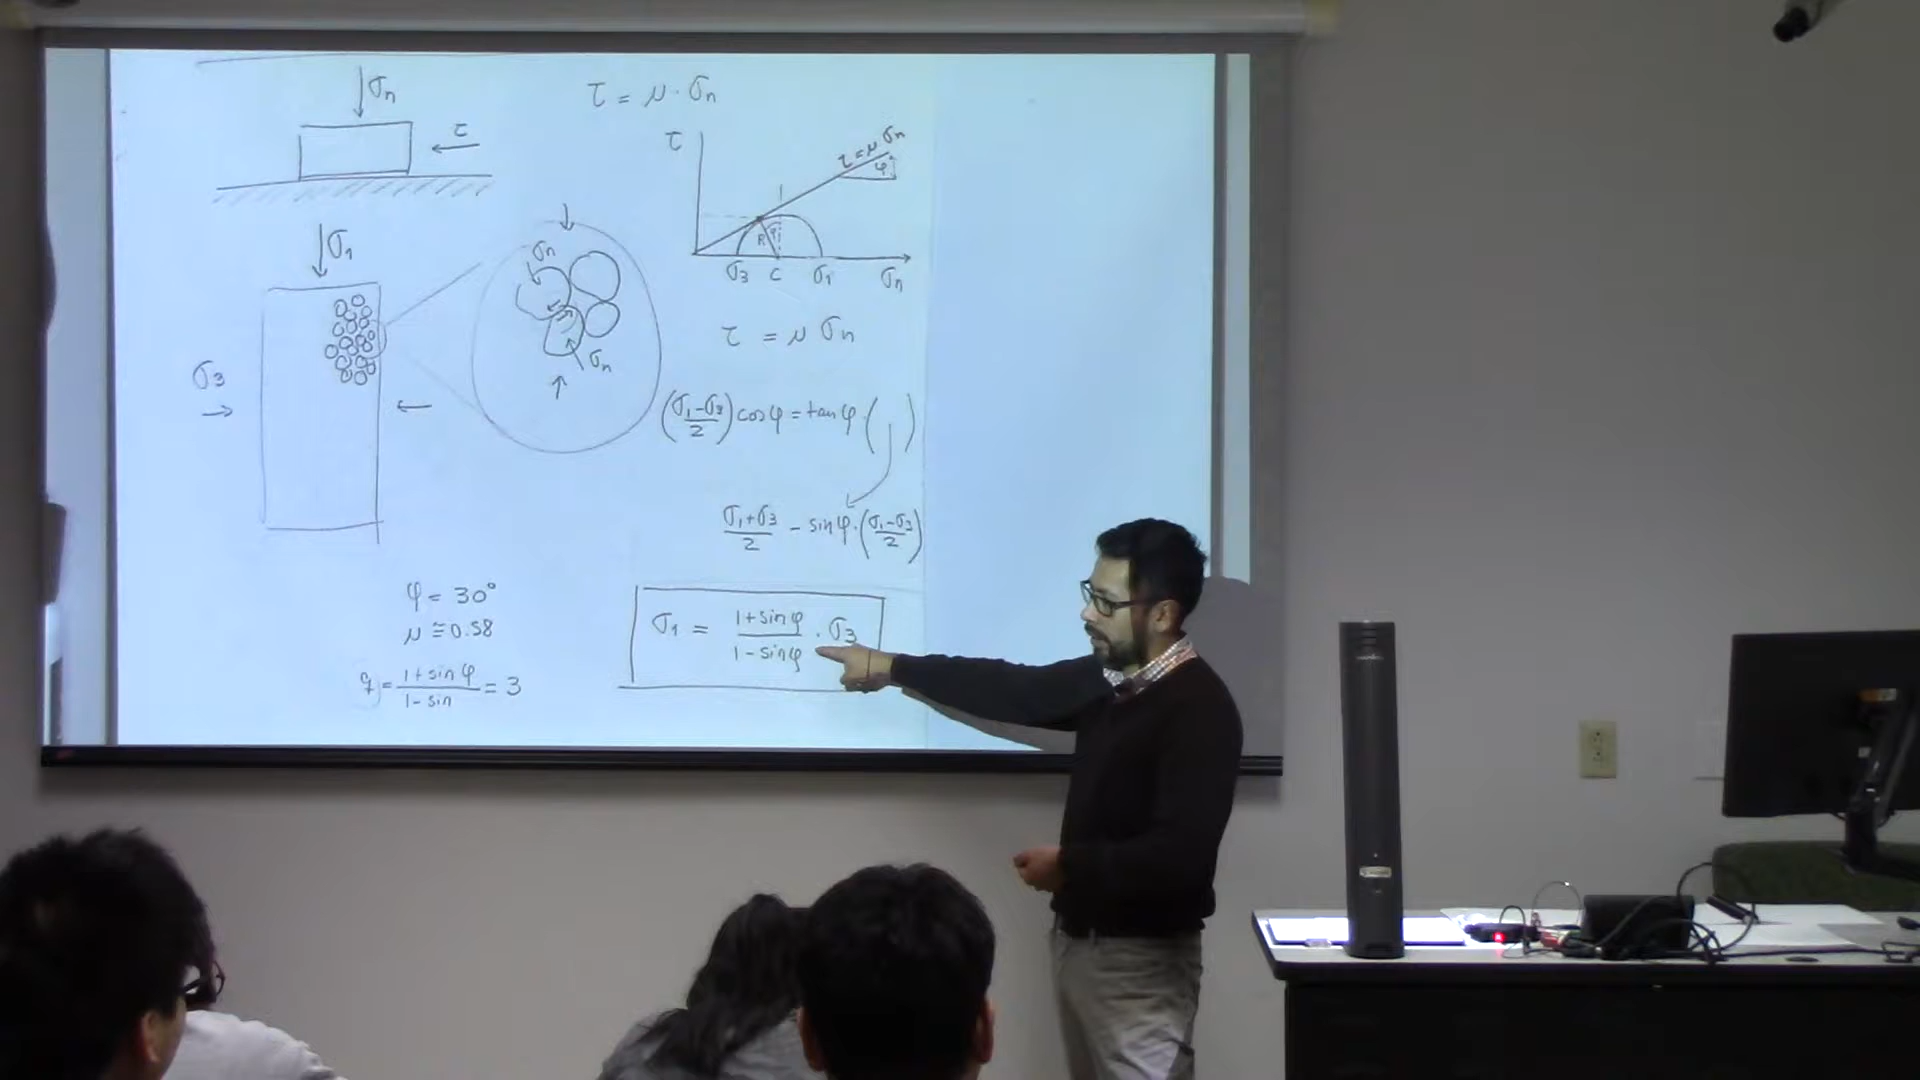 σn
τ = μ · σn
τ
τ
τ = μ σn
φ
R φ
σ3 C σ1 σn
σ1
σn
σn
σ3
τ = μ σn
(σ1-σ3/2) cos φ = tan φ · ( )
σ1+σ3/2 - sin φ · (σ1-σ3/2)
φ = 30°
μ ≅ 0.58
q = 1+sin φ/1-sin = 3
σ1 = 1+sin φ/1-sin φ · σ3